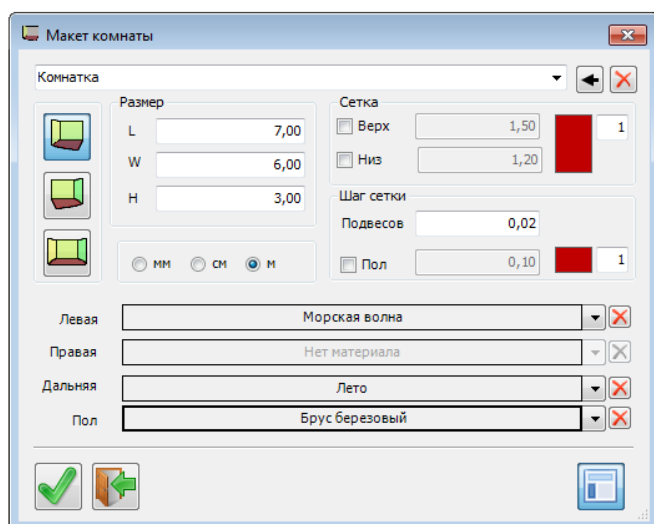 Макет комнаты
Комнатка
Размер
L 7,00
W 6,00
H 3,00
мм см м
Сетка
Верх 1,50 1
Низ 1,20
Шаг сетки
Подвесов 0,02
Пол 0,10 1
Левая Морская волна
Правая Нет материала
Дальняя Лето
Пол Брус березовый